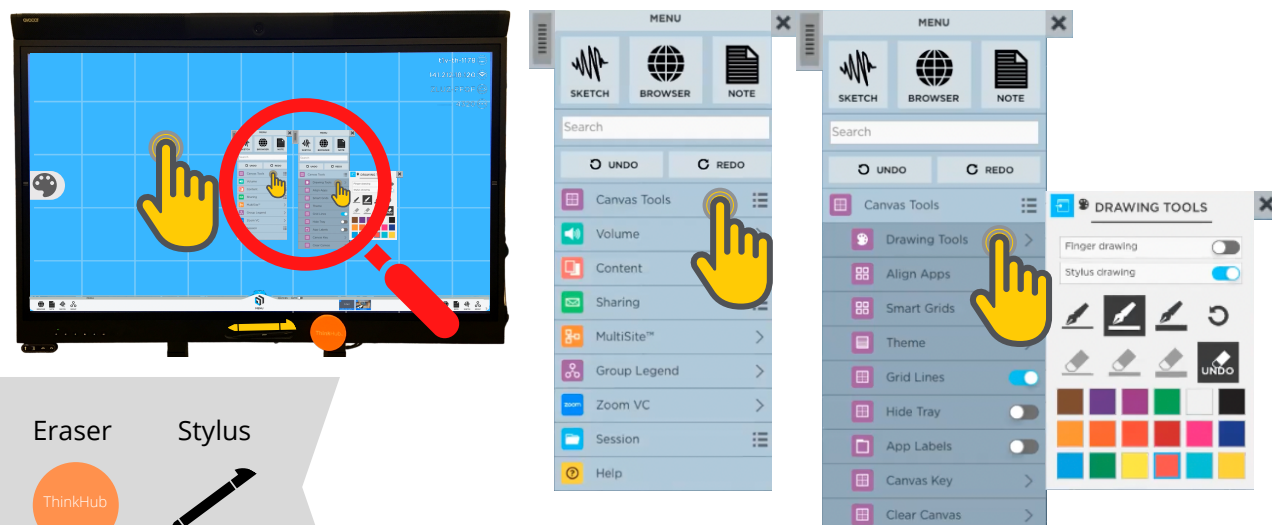 MENU
SKETCH
BROWSER
NOTE
Search
UNDO
REDO
Canvas Tools
Volume
Content
Sharing
MultiSite™
Group Legend
Zoom VC
zoom
Session
Help
MENU
SKETCH
BROWSER
NOTE
Search
UNDO
REDO
Canvas Tools
Drawing Tools
Align Apps
Smart Grids
Theme
Grid Lines
Hide Tray
App Labels
Canvas Key
Clear Canvas
DRAWING TOOLS
Finger drawing
Stylus drawing
UNDO
ThinkHub
Eraser
Stylus
ThinkHub